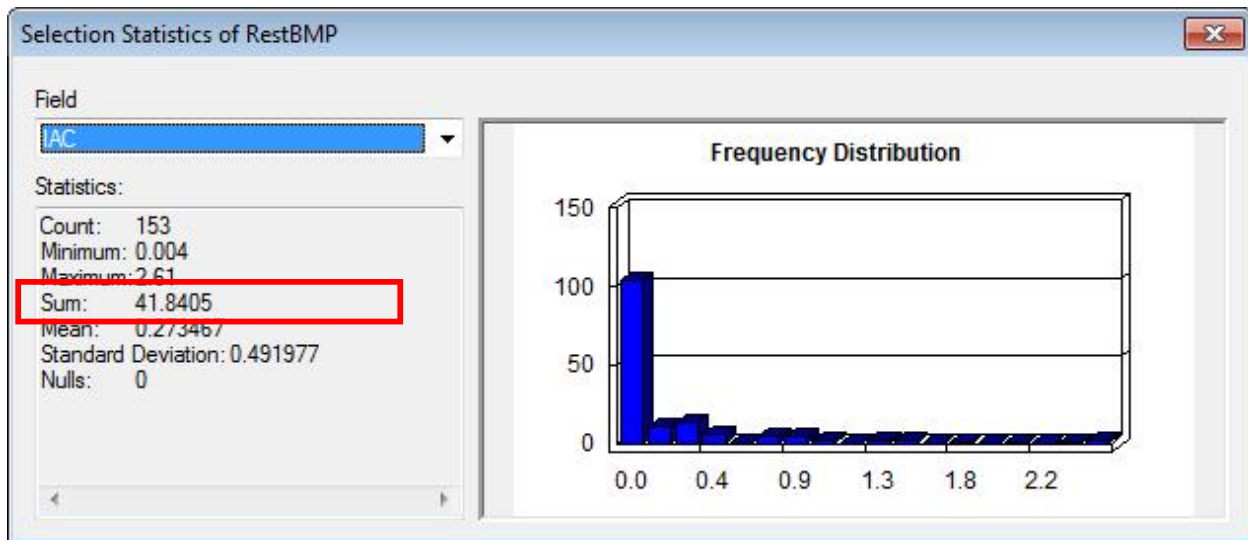 Selection Statistics of RestBMP
Field
IAC
Statistics:
Count: 153
Minimum: 0.004
Maximum: 2.61
Sum: 41.8405
Mean: 0.273467
Standard Deviation: 0.491977
Nulls: 0
Frequency Distribution
150
100
50
0
0.0 0.4 0.9 1.3 1.8 2.2